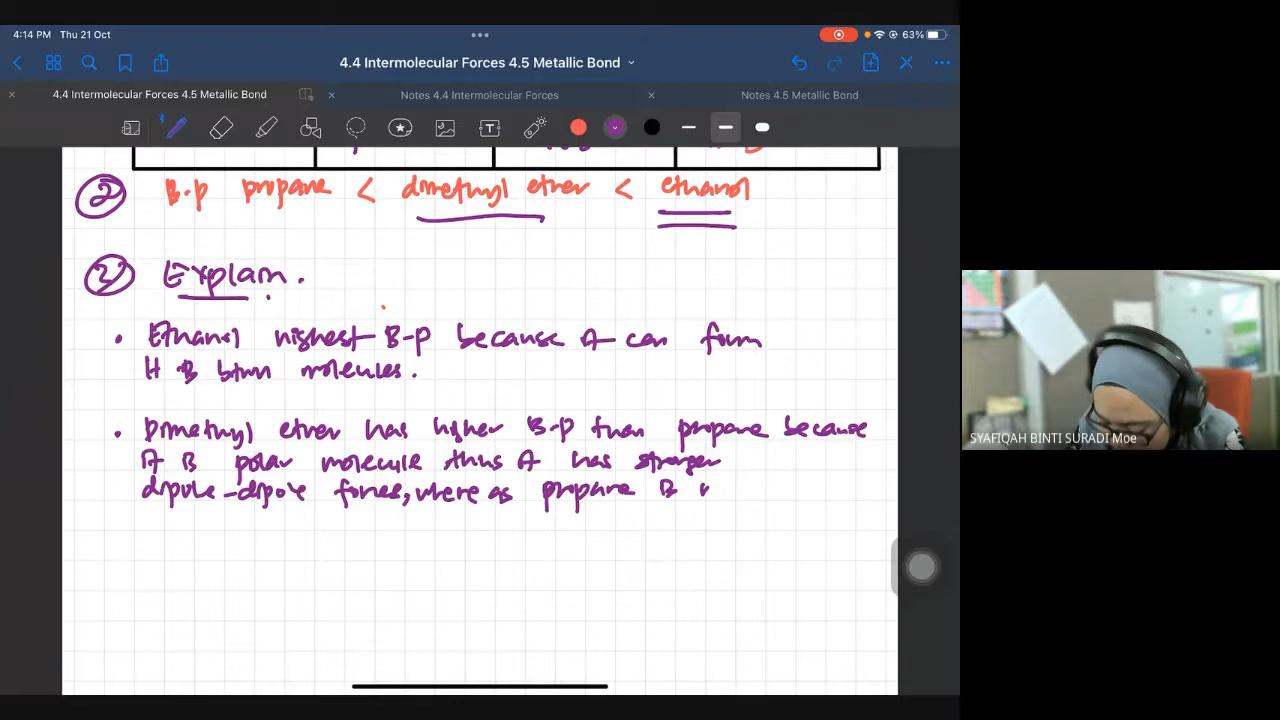 4:14 PM Thu 21 Oct
63%
4.4 Intermolecular Forces 4.5 Metallic Bond
4.4 Intermolecular Forces 4.5 Metallic Bond
Notes 4.4 Intermolecular Forces
Notes 4.5 Metallic Bond
② B.p propane < dimethyl ether < ethanol
② Explain.
• Ethanol highest B-p because it can form
H B btwn molecules.
• Dimethyl ether has higher B-p than propane because
it is polar molecule thus it has stronger
dipole-dipole forces, where as propane is
SYAFIQAH BINTI SURADI Moe